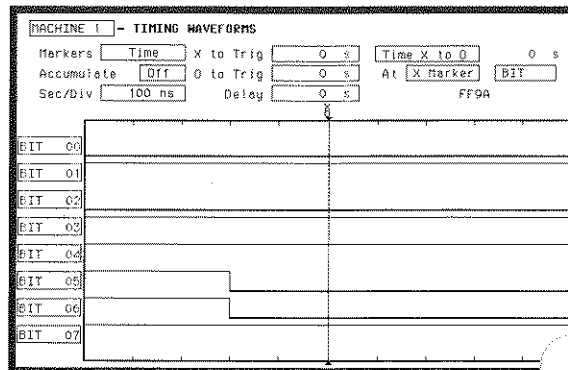 MACHINE 1 - TIMING WAVEFORMS
Markers Time X to Trig 0 s Time X to O 0 s
Accumulate Off O to Trig 0 s At X Marker BIT
Sec/Div 100 ns Delay 0 s FF9A
BIT 00
BIT 01
BIT 02
BIT 03
BIT 04
BIT 05
BIT 06
BIT 07